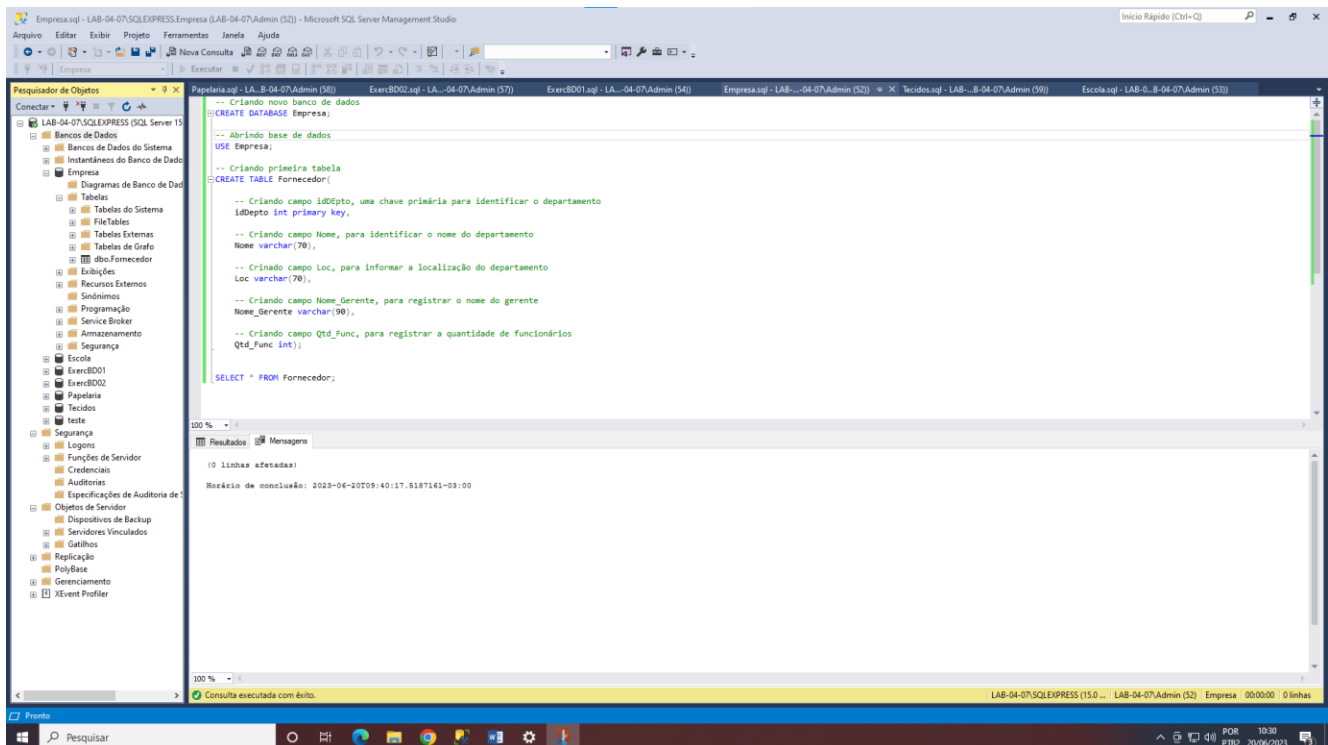 Empresa.sql - LAB-04-07\SQLEXPRESS.Empresa (LAB-04-07\Admin (52)) - Microsoft SQL Server Management Studio
Início Rápido (Ctrl+Q)
Arquivo Editar Exibir Projeto Ferramentas Janela Ajuda
Nova Consulta
Empresa Executar
Pesquisador de Objetos
Papelaria.sql - LA...B-04-07\Admin (58)) ExercBD02.sql - LA...-04-07\Admin (57)) ExercBD01.sql - LA...-04-07\Admin (54)) Empresa.sql - LAB-...-04-07\Admin (52)) Tecidos.sql - LAB-...B-04-07\Admin (59)) Escola.sql - LAB-0...B-04-07\Admin (53))
Conectar
LAB-04-07\SQLEXPRESS (SQL Server 15
Bancos de Dados
Bancos de Dados do Sistema
Instantâneos do Banco de Dado
Empresa
Diagramas de Banco de Dad
Tabelas
Tabelas do Sistema
FileTables
Tabelas Externas
Tabelas de Grafo
dbo.Fornecedor
Exibições
Recursos Externos
Sinônimos
Programação
Service Broker
Armazenamento
Segurança
Escola
ExercBD01
ExercBD02
Papelaria
Tecidos
teste
Segurança
Logons
Funções de Servidor
Credenciais
Auditorias
Especificações de Auditoria de S
Objetos de Servidor
Dispositivos de Backup
Servidores Vinculados
Gatilhos
Replicação
PolyBase
Gerenciamento
XEvent Profiler
-- Criando novo banco de dados
CREATE DATABASE Empresa;
-- Abrindo base de dados
USE Empresa;
-- Criando primeira tabela
CREATE TABLE Fornecedor(
-- Criando campo idDEpto, uma chave primária para identificar o departamento
idDepto int primary key,
-- Criando campo Nome, para identificar o nome do departamento
Nome varchar(70),
-- Crinado campo Loc, para informar a localização do departamento
Loc varchar(70),
-- Criando campo Nome_Gerente, para registrar o nome do gerente
Nome_Gerente varchar(90),
-- Criando campo Qtd_Func, para registrar a quantidade de funcionários
Qtd_Func int);
SELECT * FROM Fornecedor;
100 %
Resultados Mensagens
(0 linhas afetadas)
Horário de conclusão: 2023-06-20T09:40:17.5187161-03:00
100 %
Consulta executada com êxito.
LAB-04-07\SQLEXPRESS (15.0 ... LAB-04-07\Admin (52) Empresa 00:00:00 0 linhas
Pronto
Pesquisar
POR 10:30
PTB2 20/06/2023